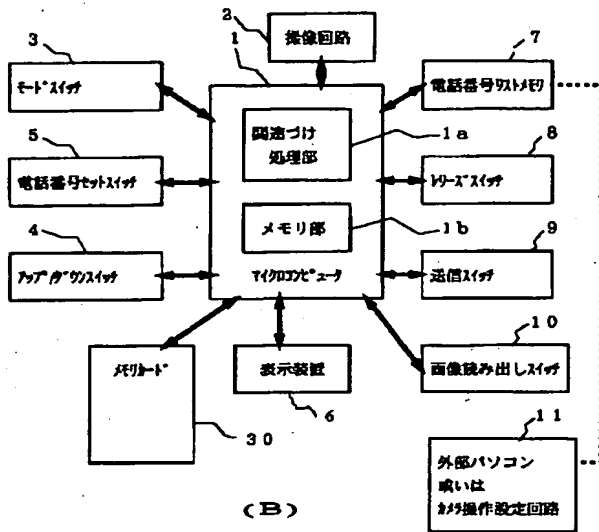 2
撮像回路
1
3
モードスイッチ
7
電話番号リストメモリ
関連づけ
処理部
1a
5
電話番号セットスイッチ
8
レリーズスイッチ
メモリ部
1b
マイクロコンピュータ
4
アップ/ダウンスイッチ
9
送信スイッチ
メモリカード
30
表示装置
6
10
画像読み出しスイッチ
11
外部パソコン
或いは
カメラ操作設定回路
(B)